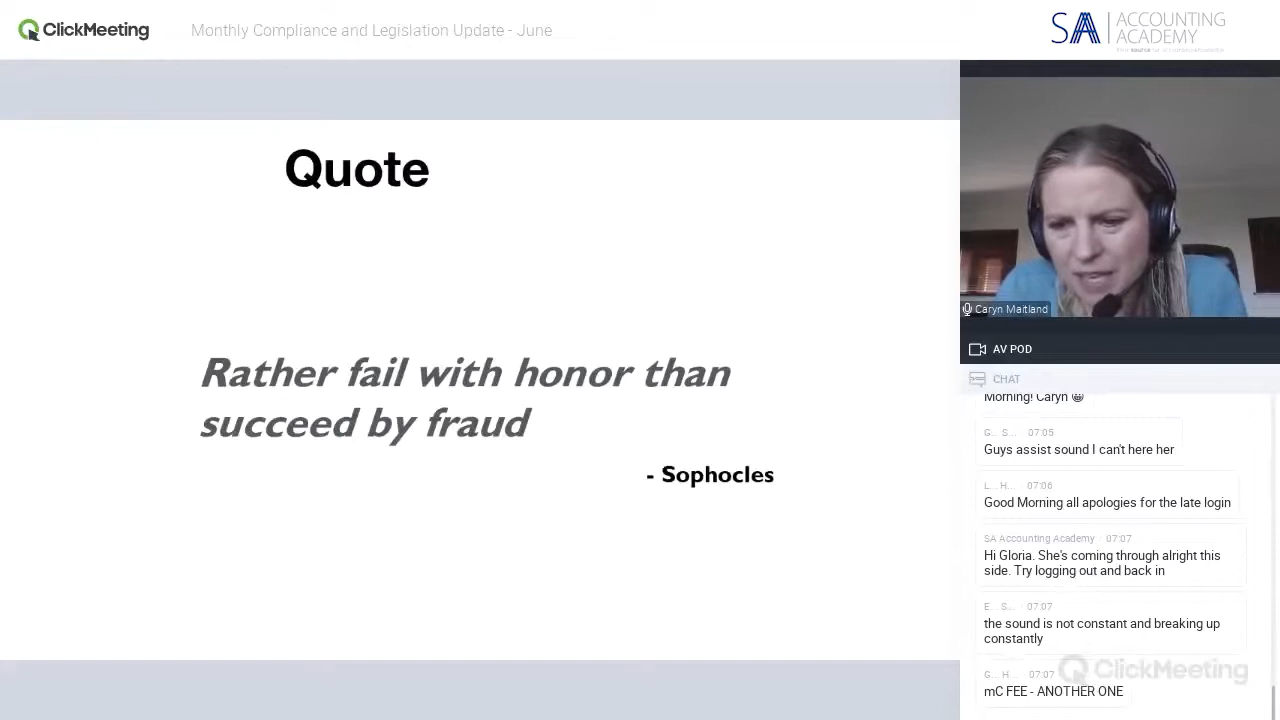 ClickMeeting
Monthly Compliance and Legislation Update - June
SA
ACCOUNTING
ACADEMY
Quote
Rather fail with honor than
succeed by fraud
- Sophocles
Caryn Maitland
AV POD
CHAT
Morning! Caryn 😀
G... S... · 07:05
Guys assist sound I can't here her
L... H... · 07:06
Good Morning all apologies for the late login
SA Accounting Academy · 07:07
Hi Gloria. She's coming through alright this
side. Try logging out and back in
E... S... · 07:07
the sound is not constant and breaking up
constantly
G... H... · 07:07
mC FEE - ANOTHER ONE
ClickMeeting